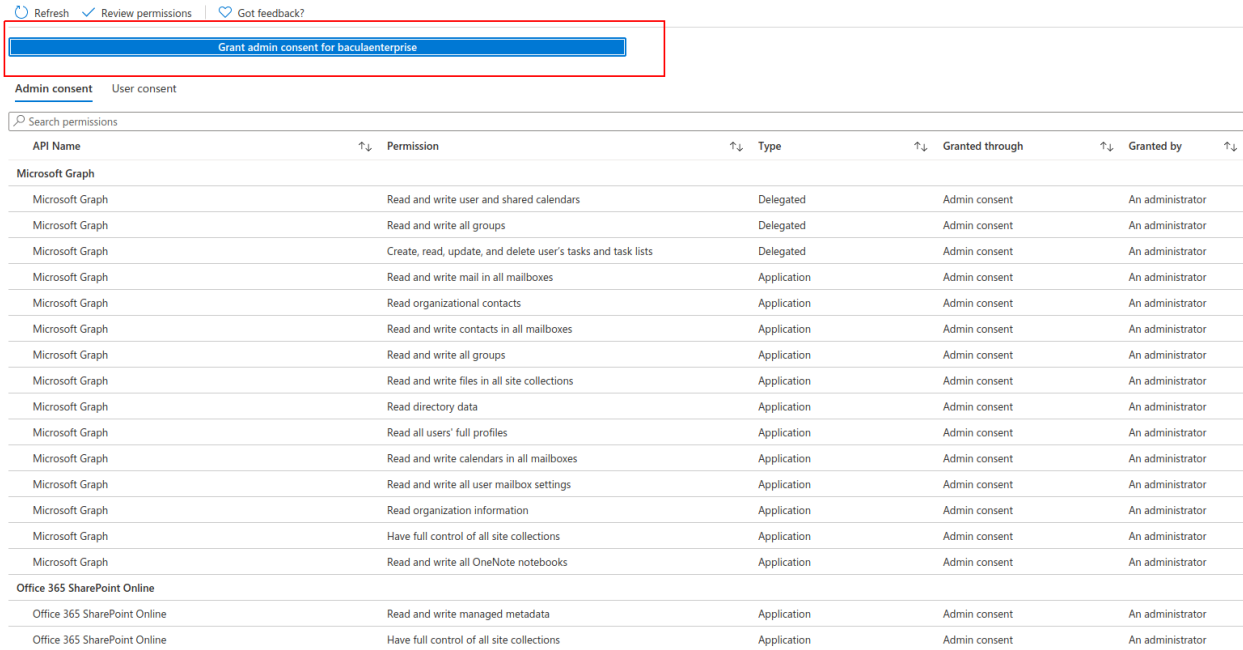 Refresh Review permissions Got feedback?
Grant admin consent for baculaenterprise
Admin consent User consent
Search permissions
API Name Permission Type Granted through Granted by
Microsoft Graph
Microsoft Graph Read and write user and shared calendars Delegated Admin consent An administrator
Microsoft Graph Read and write all groups Delegated Admin consent An administrator
Microsoft Graph Create, read, update, and delete user's tasks and task lists Delegated Admin consent An administrator
Microsoft Graph Read and write mail in all mailboxes Application Admin consent An administrator
Microsoft Graph Read organizational contacts Application Admin consent An administrator
Microsoft Graph Read and write contacts in all mailboxes Application Admin consent An administrator
Microsoft Graph Read and write all groups Application Admin consent An administrator
Microsoft Graph Read and write files in all site collections Application Admin consent An administrator
Microsoft Graph Read directory data Application Admin consent An administrator
Microsoft Graph Read all users' full profiles Application Admin consent An administrator
Microsoft Graph Read and write calendars in all mailboxes Application Admin consent An administrator
Microsoft Graph Read and write all user mailbox settings Application Admin consent An administrator
Microsoft Graph Read organization information Application Admin consent An administrator
Microsoft Graph Have full control of all site collections Application Admin consent An administrator
Microsoft Graph Read and write all OneNote notebooks Application Admin consent An administrator
Office 365 SharePoint Online
Office 365 SharePoint Online Read and write managed metadata Application Admin consent An administrator
Office 365 SharePoint Online Have full control of all site collections Application Admin consent An administrator